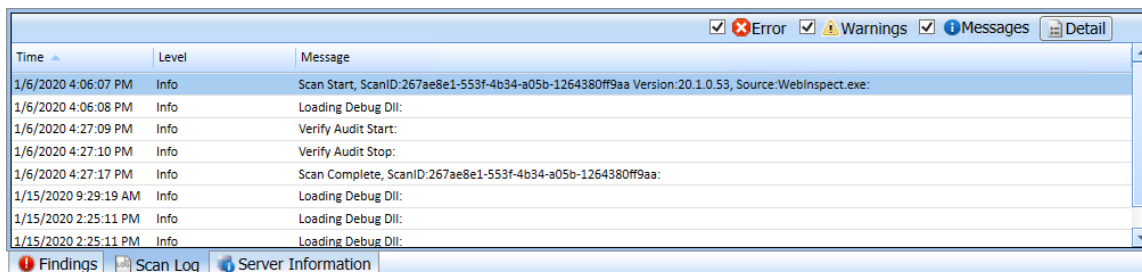 Error Warnings Messages Detail
Time Level Message
1/6/2020 4:06:07 PM Info Scan Start, ScanID:267ae8e1-553f-4b34-a05b-1264380ff9aa Version:20.1.0.53, Source:WebInspect.exe:
1/6/2020 4:06:08 PM Info Loading Debug Dll:
1/6/2020 4:27:09 PM Info Verify Audit Start:
1/6/2020 4:27:10 PM Info Verify Audit Stop:
1/6/2020 4:27:17 PM Info Scan Complete, ScanID:267ae8e1-553f-4b34-a05b-1264380ff9aa:
1/15/2020 9:29:19 AM Info Loading Debug Dll:
1/15/2020 2:25:11 PM Info Loading Debug Dll:
1/15/2020 2:25:11 PM Info Loading Debug Dll:
Findings Scan Log Server Information